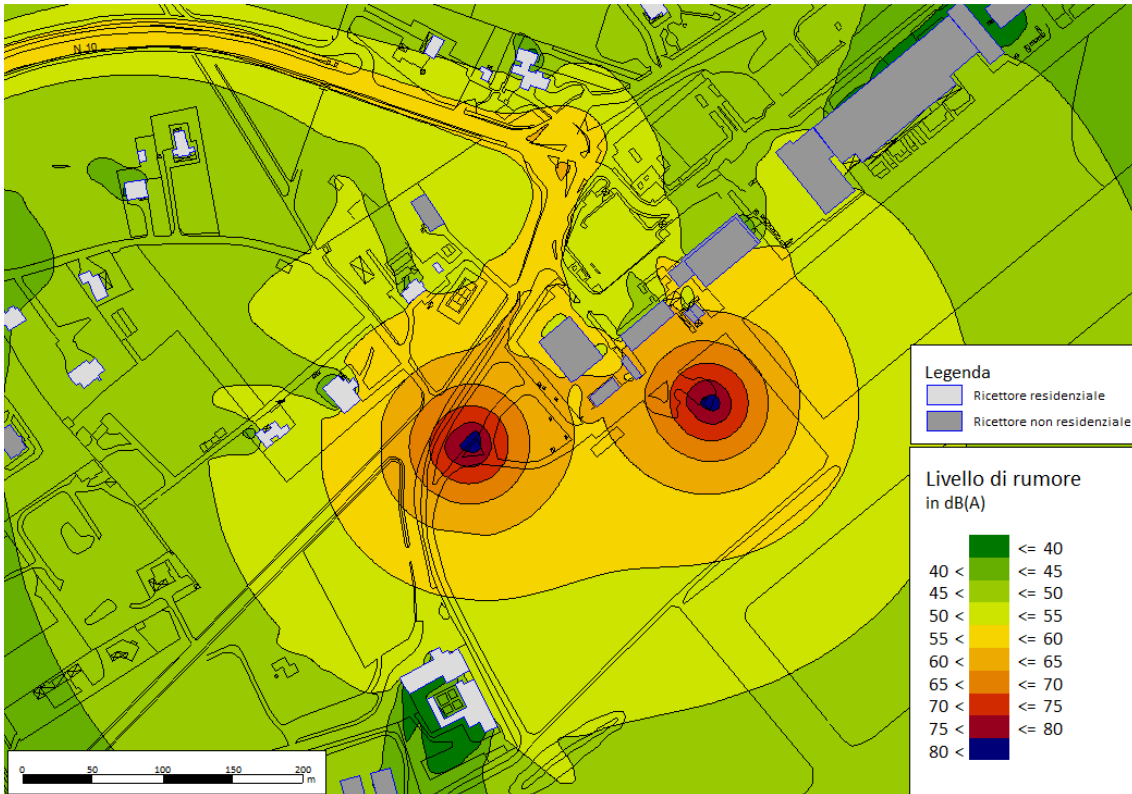 N 10
Legenda
Ricettore residenziale
Ricettore non residenziale
Livello di rumore
in dB(A)
<= 40
40 < <= 45
45 < <= 50
50 < <= 55
55 < <= 60
60 < <= 65
65 < <= 70
70 < <= 75
75 < <= 80
80 <
0 50 100 150 200
m